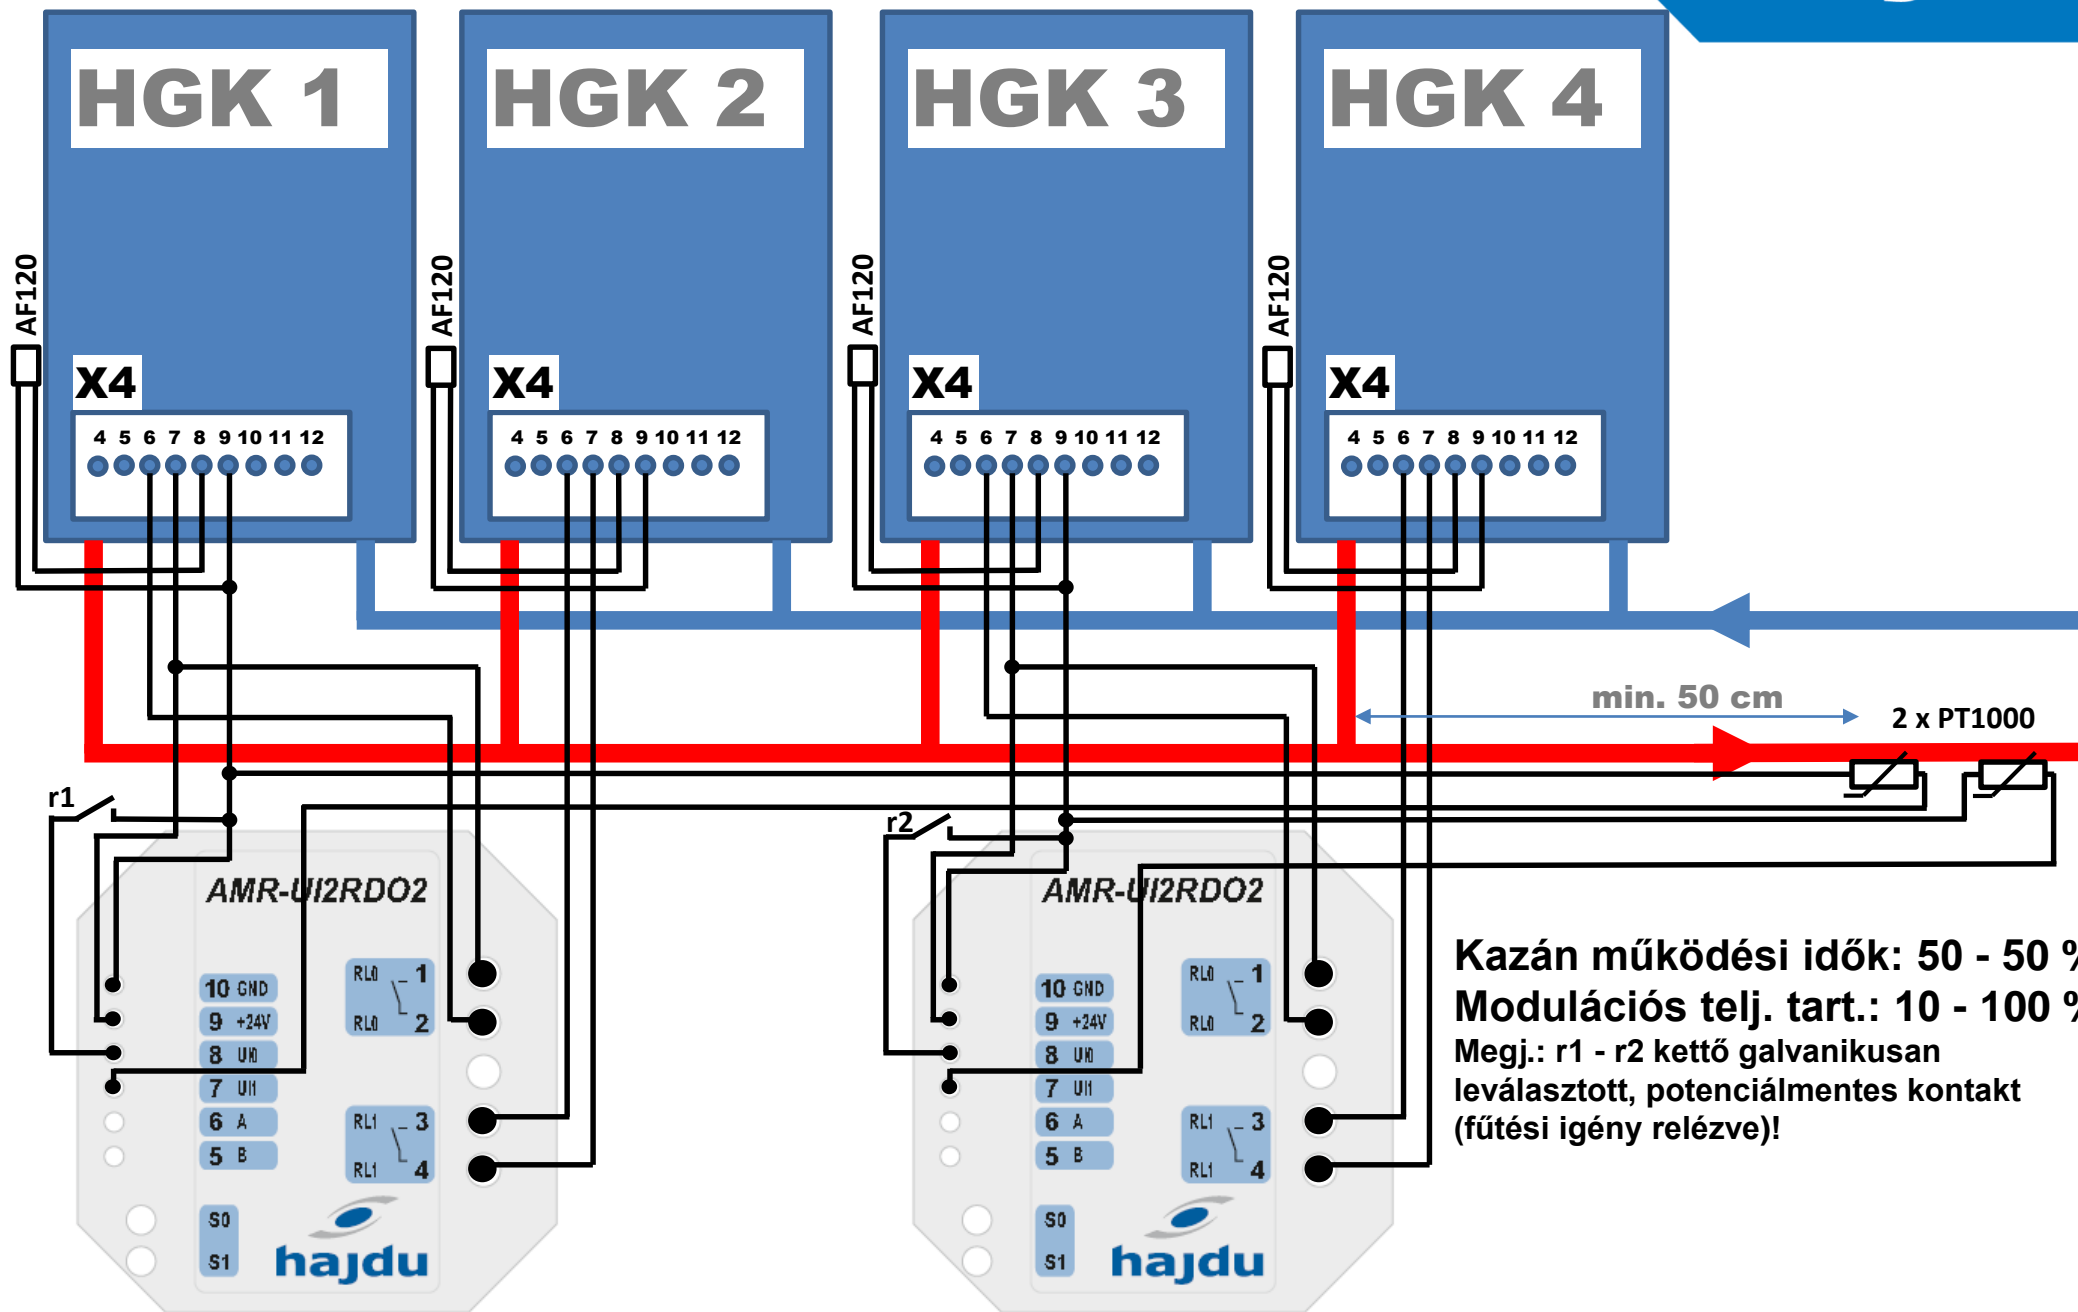 HGK 1
HGK 2
HGK 3
HGK 4
AF120
AF120
AF120
AF120
X4
X4
X4
X4
4 5 6 7 8 9 10 11 12
4 5 6 7 8 9 10 11 12
4 5 6 7 8 9 10 11 12
4 5 6 7 8 9 10 11 12
min. 50 cm
2 x PT1000
r1
r2
AMR-UI2RDO2
10 GND
9 +24V
8 UI0
7 UI1
6 A
5 B
S0
S1
RL0 1
RL0 2
RL1 3
RL1 4
hajdu
AMR-UI2RDO2
10 GND
9 +24V
8 UI0
7 UI1
6 A
5 B
S0
S1
RL0 1
RL0 2
RL1 3
RL1 4
hajdu
Kazán működési idők: 50 - 50 %
Modulációs telj. tart.: 10 - 100 %
Megj.: r1 - r2 kettő galvanikusan
leválasztott, potenciálmentes kontakt
(fűtési igény relézve)!